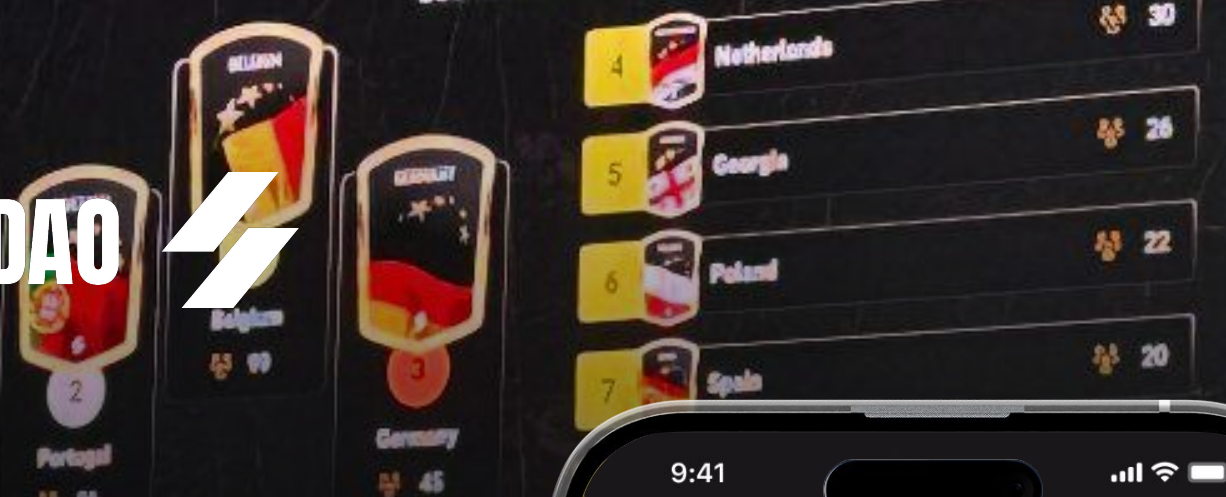 BELGIUM
GERMANY
DAO
2
Portugal
Belgium
3
Germany
45
4
Netherlands
30
5
Georgia
26
6
Poland
22
7
Spain
20
9:41